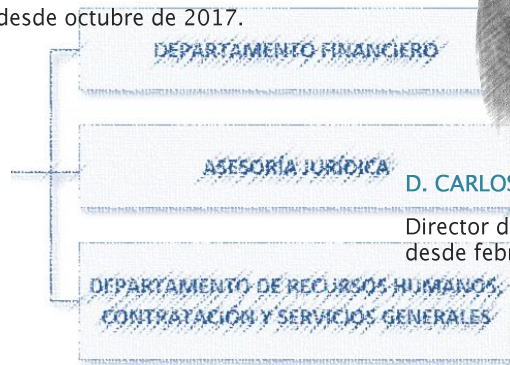 desde octubre de 2017.
DEPARTAMENTO FINANCIERO
ASESORÍA JURÍDICA
D. CARLOS
Director d
desde febr
DEPARTAMENTO DE RECURSOS HUMANOS,
CONTRATACIÓN Y SERVICIOS GENERALES